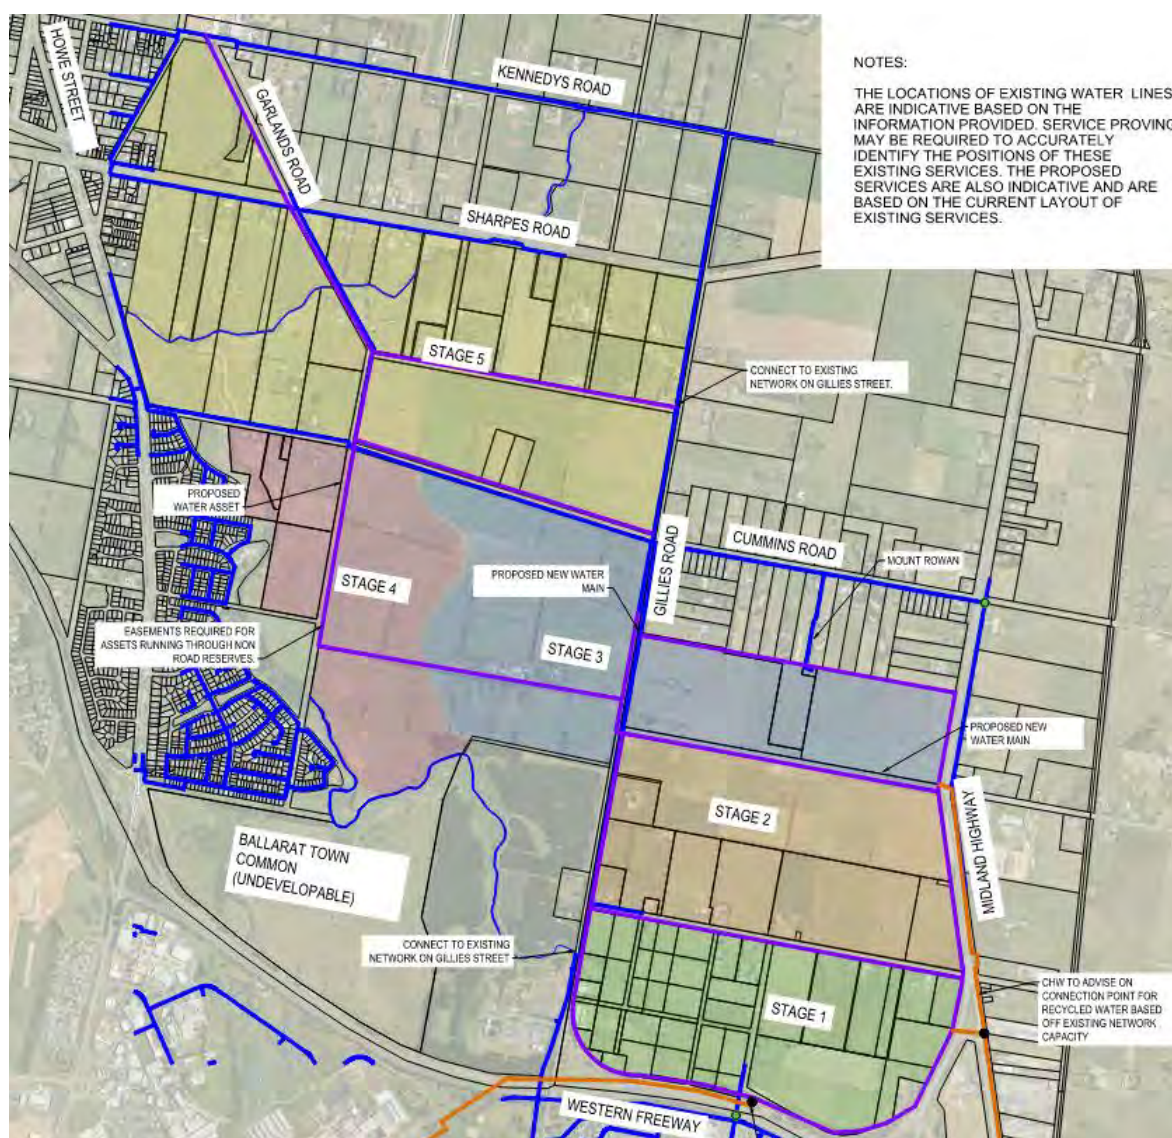 NOTES:
THE LOCATIONS OF EXISTING WATER LINES
ARE INDICATIVE BASED ON THE
INFORMATION PROVIDED. SERVICE PROVING
MAY BE REQUIRED TO ACCURATELY
IDENTIFY THE POSITIONS OF THESE
EXISTING SERVICES. THE PROPOSED
SERVICES ARE ALSO INDICATIVE AND ARE
BASED ON THE CURRENT LAYOUT OF
EXISTING SERVICES.
HOWE STREET
KENNEDYS ROAD
GARLANDS ROAD
SHARPES ROAD
STAGE 5
CONNECT TO EXISTING
NETWORK ON GILLIES STREET.
PROPOSED
WATER ASSET
CUMMINS ROAD
MOUNT ROWAN
GILLIES ROAD
PROPOSED NEW WATER
MAIN
STAGE 4
EASEMENTS REQUIRED FOR
ASSETS RUNNING THROUGH NON
ROAD RESERVES.
STAGE 3
PROPOSED NEW
WATER MAIN
STAGE 2
MIDLAND HIGHWAY
BALLARAT TOWN
COMMON
(UNDEVELOPABLE)
CONNECT TO EXISTING
NETWORK ON GILLIES STREET
STAGE 1
CHW TO ADVISE ON
CONNECTION POINT FOR
RECYCLED WATER BASED
OFF EXISTING NETWORK
CAPACITY
WESTERN FREEWAY